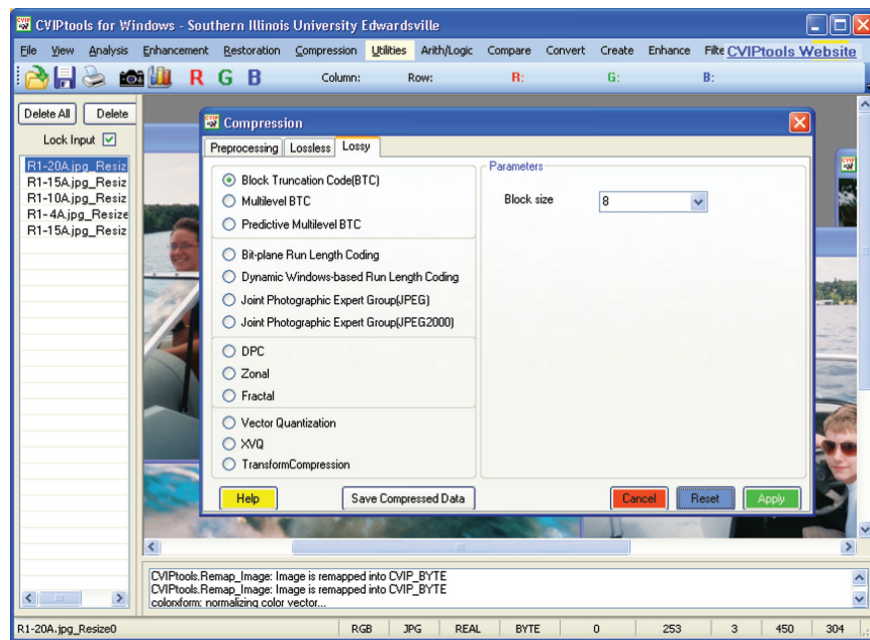 CVIPtools for Windows - Southern Illinois University Edwardsville
File View Analysis Enhancement Restoration Compression Utilities Arith/Logic Compare Convert Create Enhance Filte CVIPtools Website
R G B Column: Row: R: G: B:
Delete All Delete
Lock Input
R1-20A.jpg_Resiz
R1-15A.jpg_Resiz
R1-10A.jpg_Resiz
R1- 4A.jpg_Resize
R1-15A.jpg_Resiz
Compression
Preprocessing Lossless Lossy
Block Truncation Code(BTC)
Multilevel BTC
Predictive Multilevel BTC
Bit-plane Run Length Coding
Dynamic Windows-based Run Length Coding
Joint Photographic Expert Group(JPEG)
Joint Photographic Expert Group(JPEG2000)
DPC
Zonal
Fractal
Vector Quantization
XVQ
TransformCompression
Parameters
Block size 8
Help Save Compressed Data Cancel Reset Apply
CVIPtools.Remap_Image: Image is remapped into CVIP_BYTE
CVIPtools.Remap_Image: Image is remapped into CVIP_BYTE
colorxform: normalizing color vector...
R1-20A.jpg_Resize0 RGB JPG REAL BYTE 0 253 3 450 304